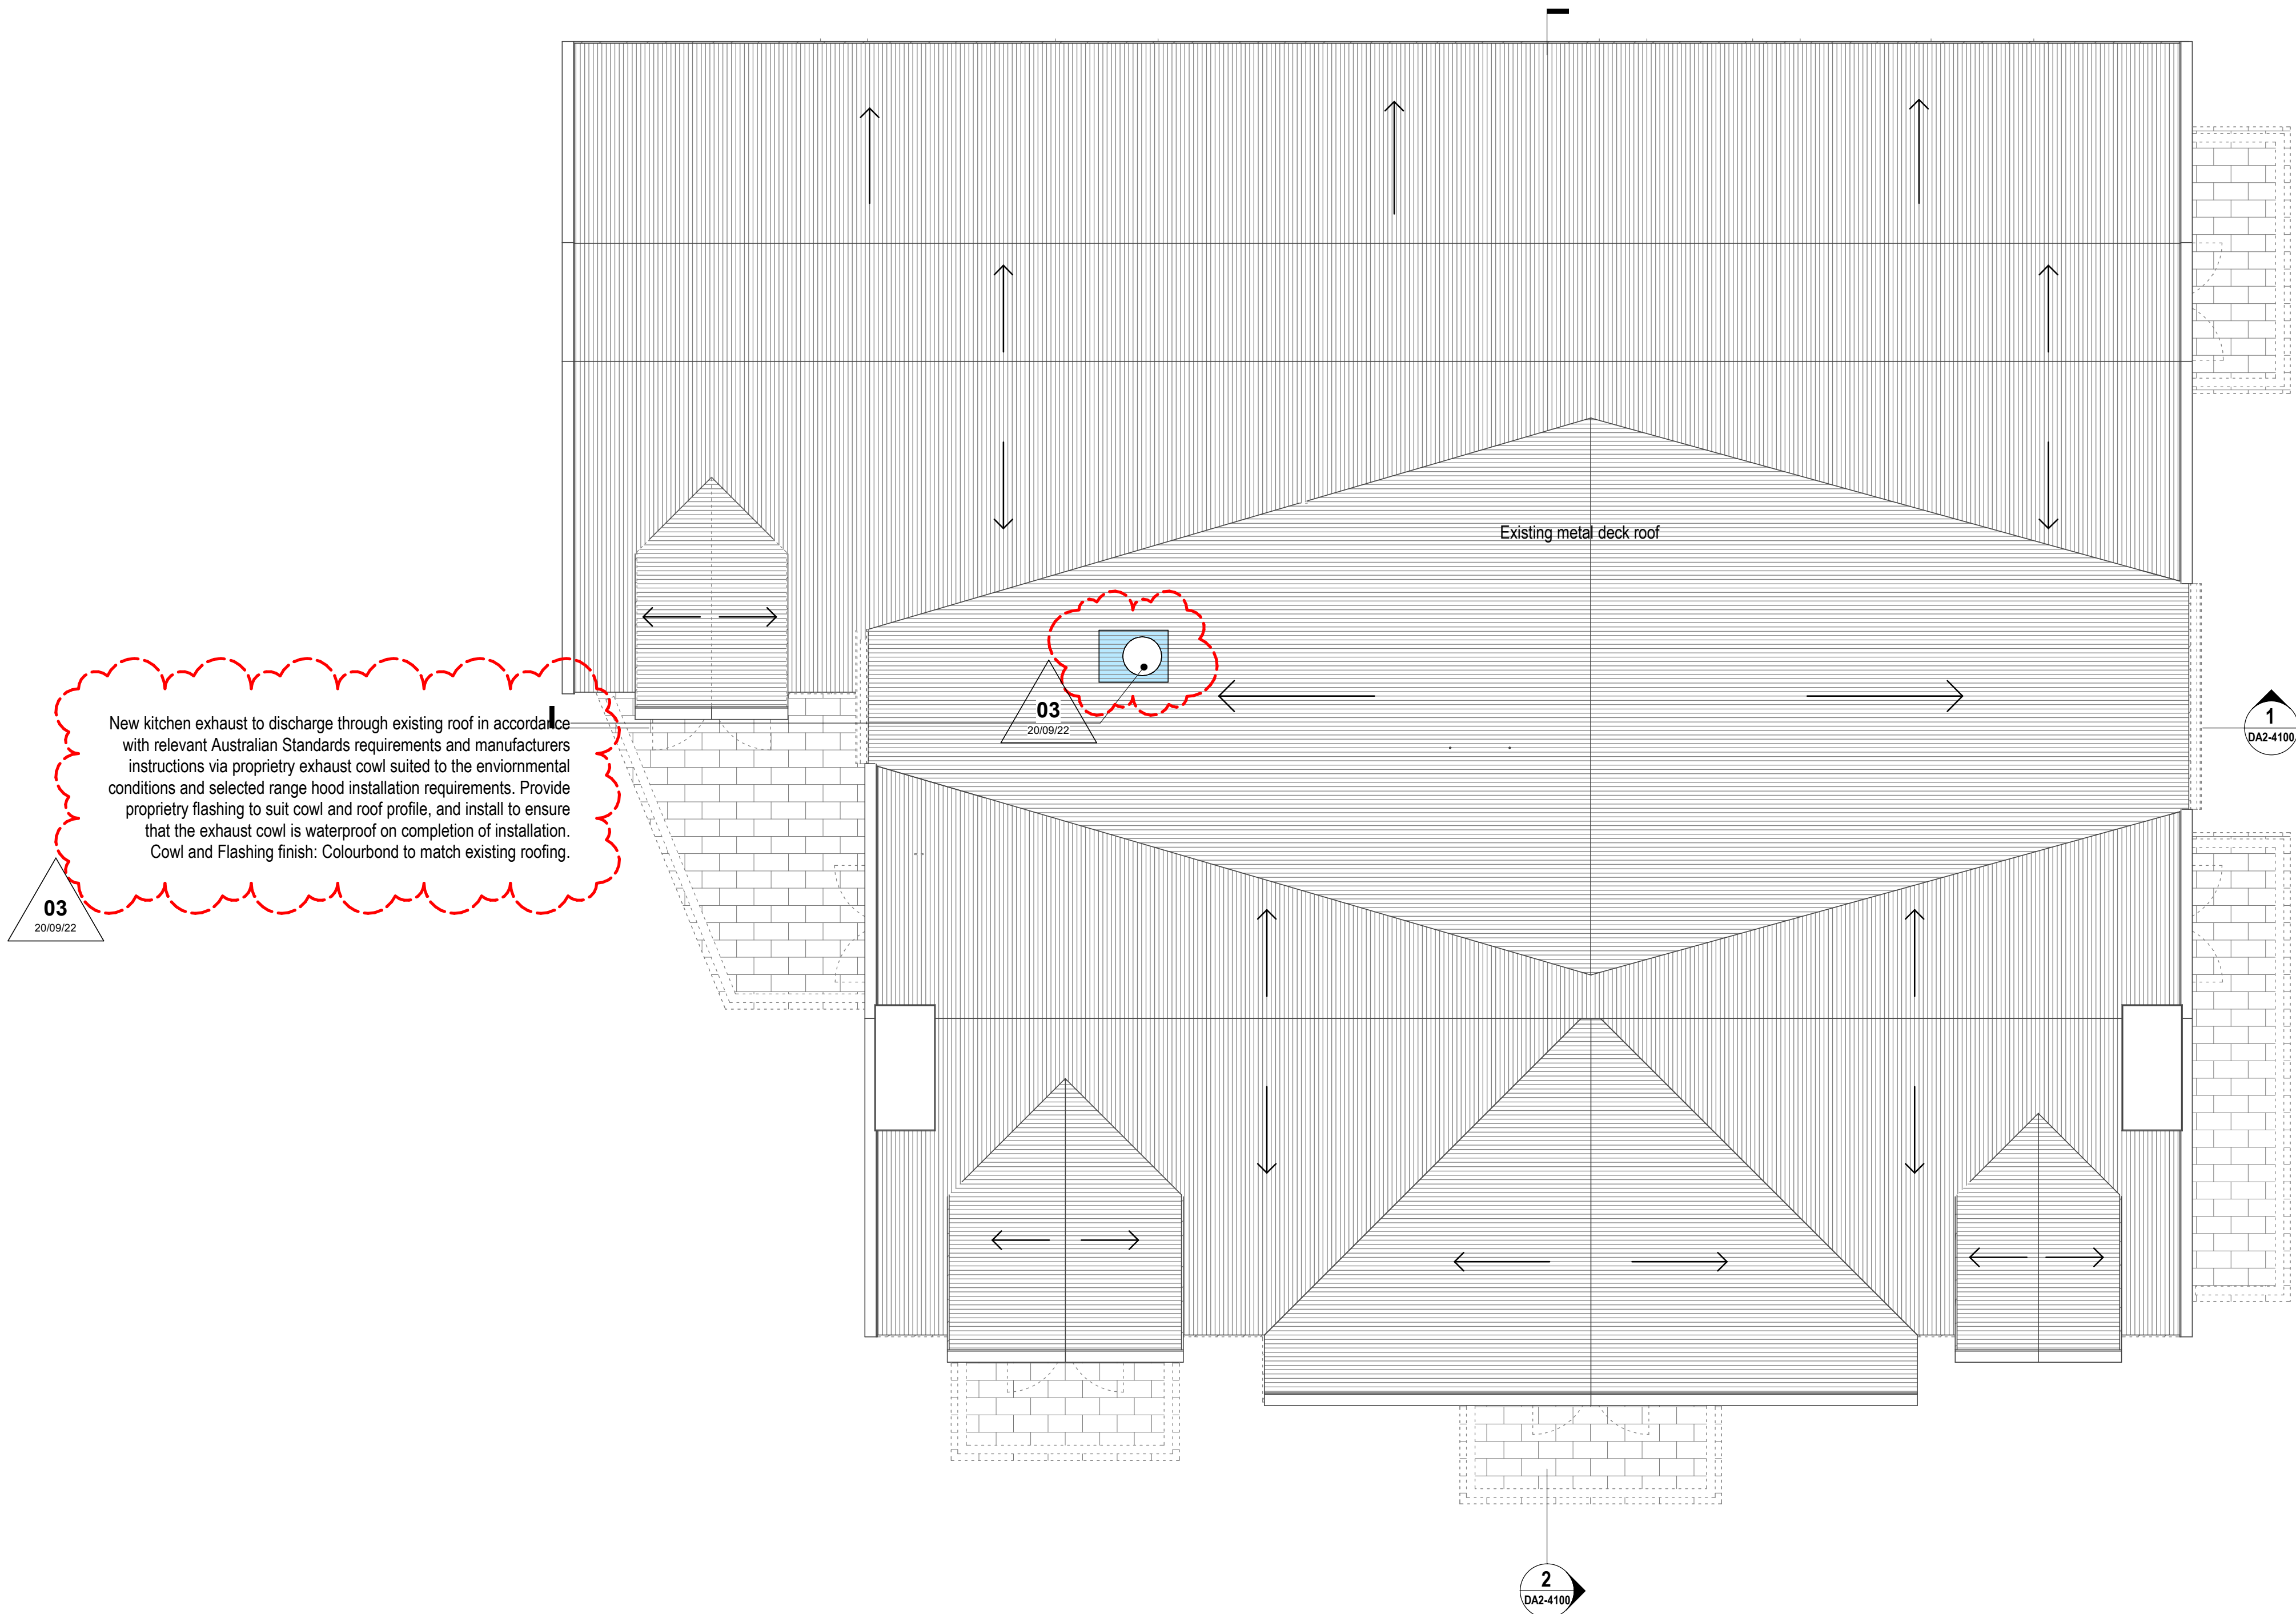 Existing metal deck roof
New kitchen exhaust to discharge through existing roof in accordance
with relevant Australian Standards requirements and manufacturers
instructions via proprietry exhaust cowl suited to the enviornmental
conditions and selected range hood installation requirements. Provide
proprietry flashing to suit cowl and roof profile, and install to ensure
that the exhaust cowl is waterproof on completion of installation.
Cowl and Flashing finish: Colourbond to match existing roofing.
03
20/09/22
03
20/09/22
1
DA2-4100
2
DA2-4100